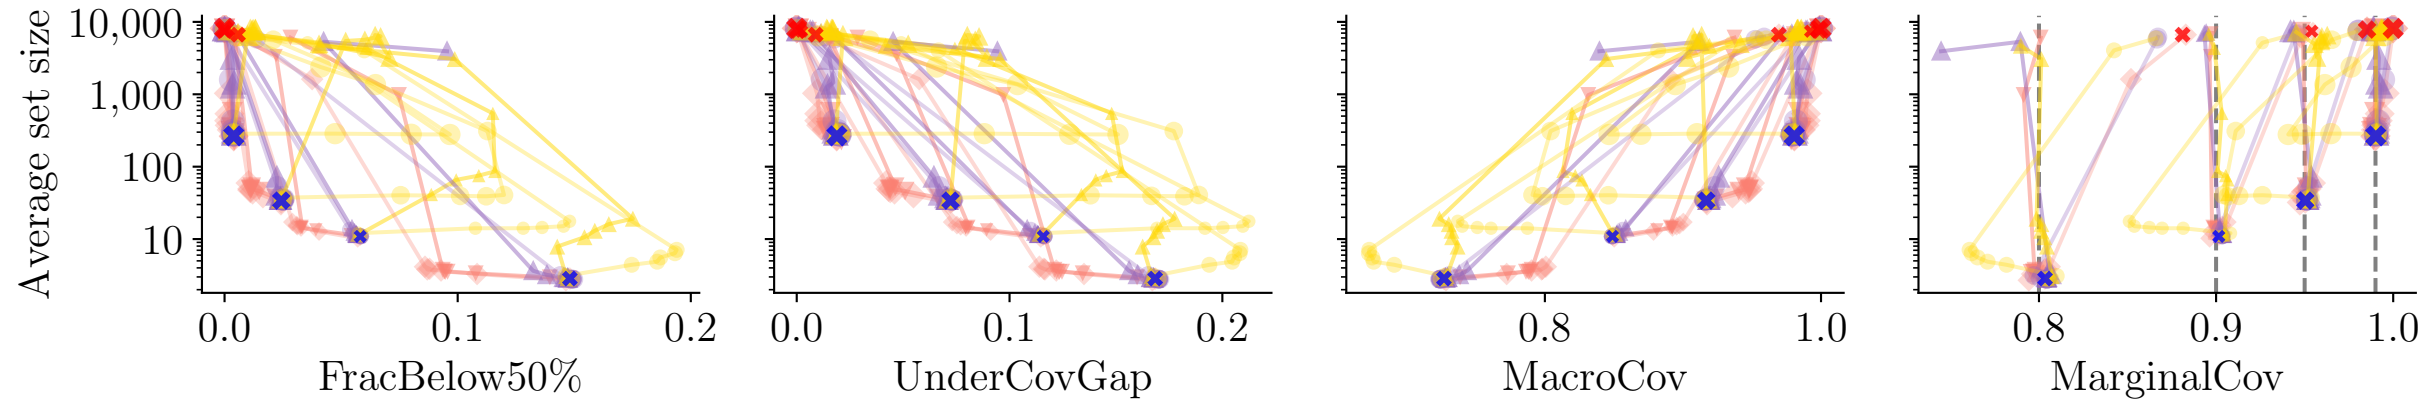 Average set size
10,000
1,000
100
10
0.0 0.1 0.2
FracBelow50%
0.0 0.1 0.2
UnderCovGap
0.8 1.0
MacroCov
0.8 0.9 1.0
MarginalCov